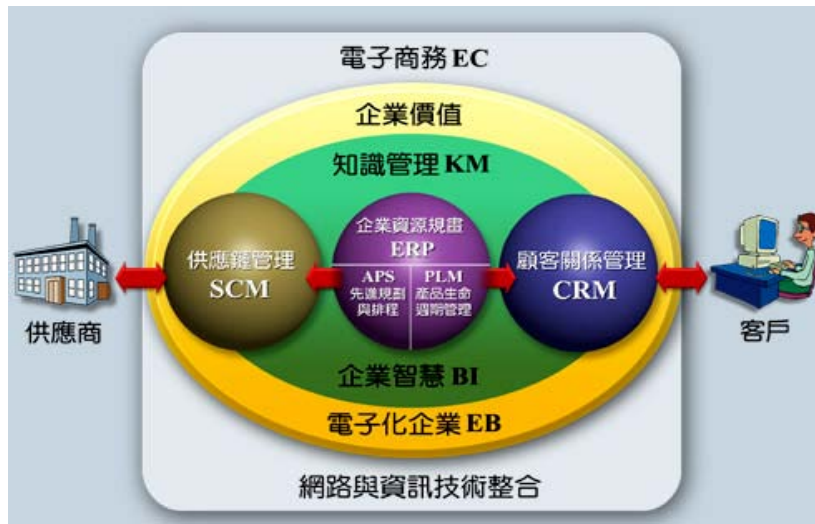 電子商務 EC
企業價值
知識管理 KM
供應鏈管理
SCM
企業資源規畫
ERP
APS
先進規劃
與排程
PLM
產品生命
週期管理
顧客關係管理
CRM
供應商
客戶
企業智慧 BI
電子化企業 EB
網路與資訊技術整合